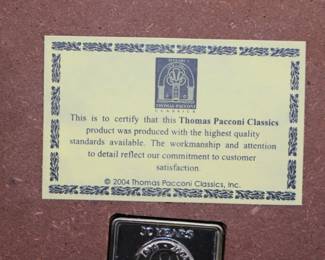 THOMAS PACCONI
CLASSICS
This is to certify that this Thomas Pacconi Classics
product was produced with the highest quality
standards available. The workmanship and attention
to detail reflect our commitment to customer
satisfaction.
© 2004 Thomas Pacconi Classics, Inc.
YEARS